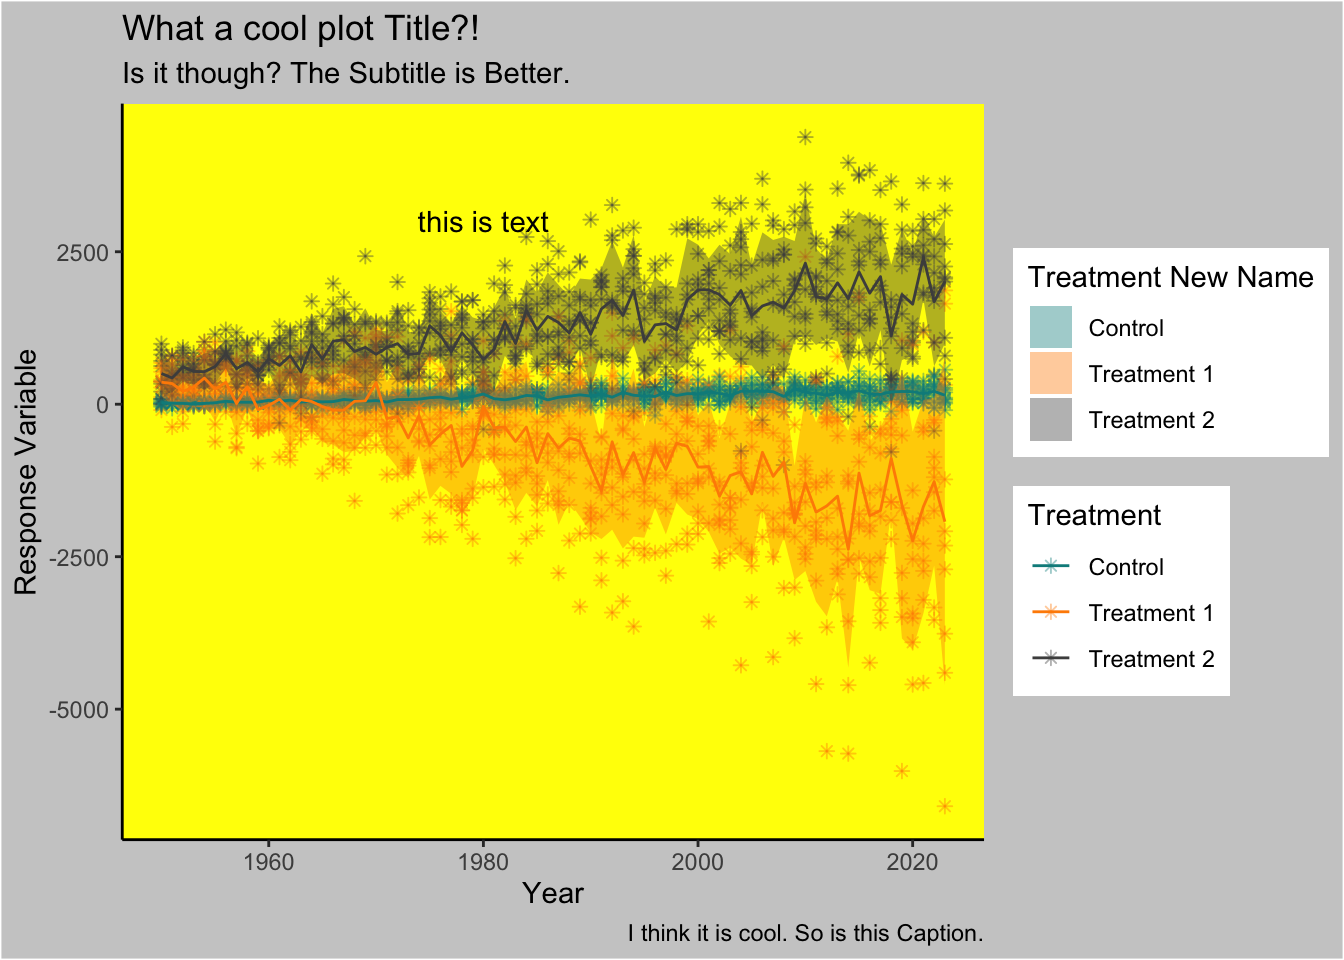 What a cool plot Title?!
Is it though? The Subtitle is Better.
this is text
2500
0
-2500
-5000
Response Variable
1960 1980 2000 2020
Year
I think it is cool. So is this Caption.
Treatment New Name
Control
Treatment 1
Treatment 2
Treatment
Control
Treatment 1
Treatment 2